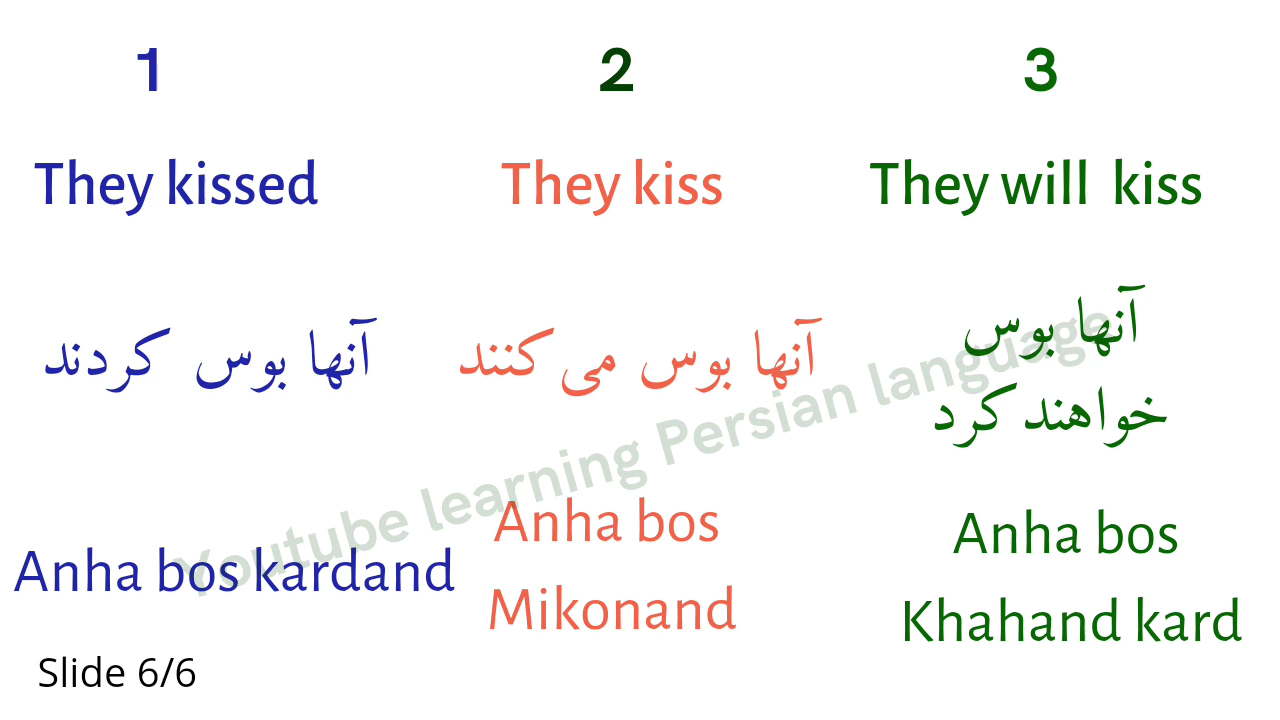 1
They kissed
آنها بوس کردند
Anha bos kardand
2
They kiss
آنها بوس می کنند
Anha bos
Mikonand
3
They will kiss
آنها بوس
خواهند کرد
Anha bos
Khahand kard
Youtube learning Persian language
Slide 6/6